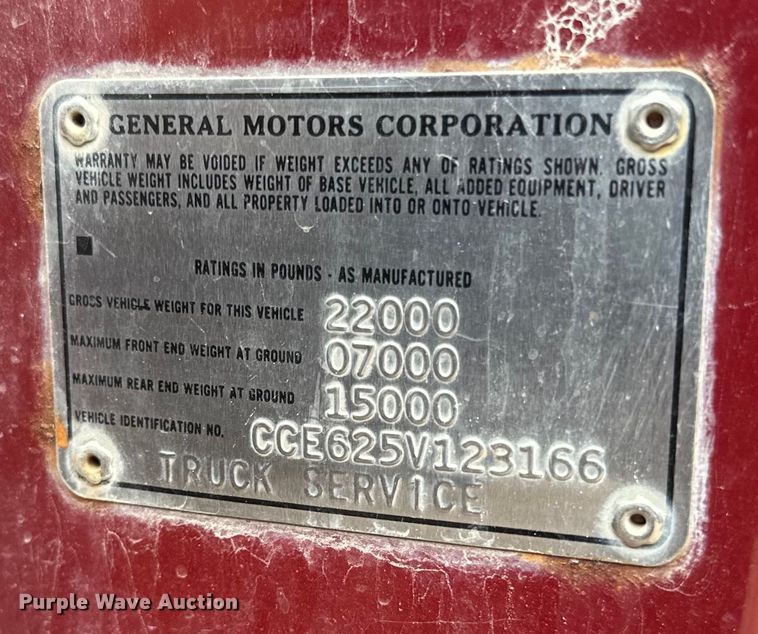 GENERAL MOTORS CORPORATION
WARRANTY MAY BE VOIDED IF WEIGHT EXCEEDS ANY OF RATINGS SHOWN. GROSS
VEHICLE WEIGHT INCLUDES WEIGHT OF BASE VEHICLE, ALL ADDED EQUIPMENT, DRIVER
AND PASSENGERS, AND ALL PROPERTY LOADED INTO OR ONTO VEHICLE.
RATINGS IN POUNDS - AS MANUFACTURED
GROSS VEHICLE WEIGHT FOR THIS VEHICLE 22000
MAXIMUM FRONT END WEIGHT AT GROUND 07000
MAXIMUM REAR END WEIGHT AT GROUND 15000
VEHICLE IDENTIFICATION NO. CCE625V123166
TRUCK SERVICE
Purple Wave Auction